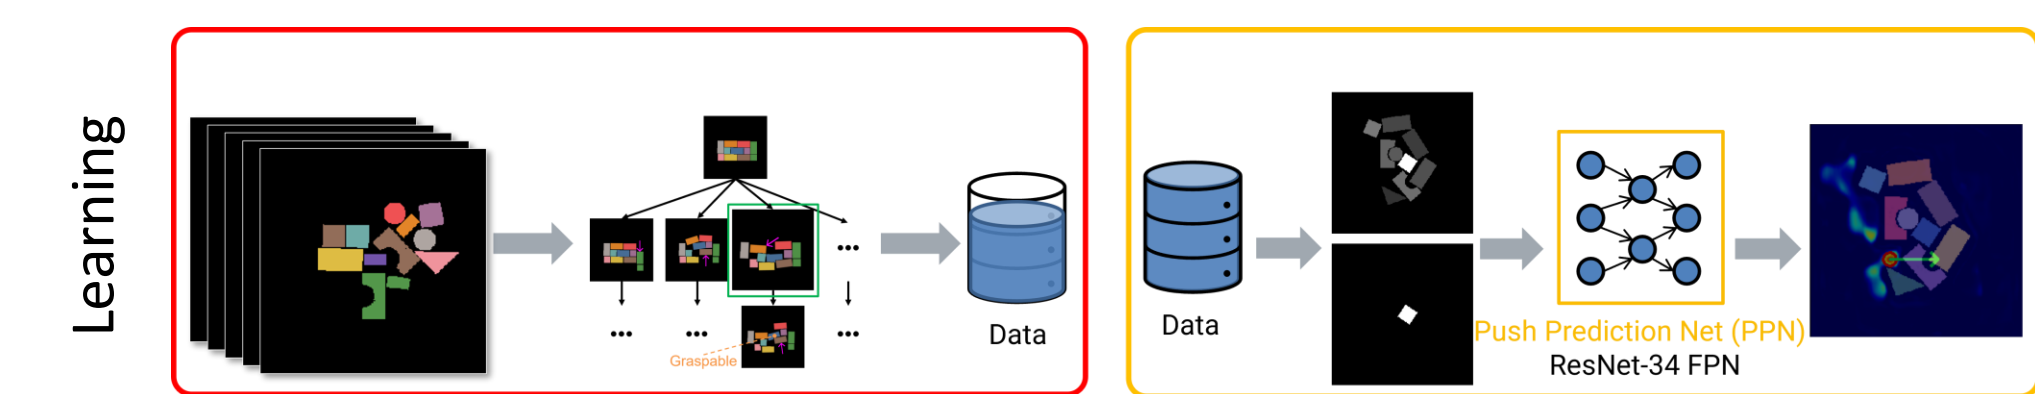 Learning
Graspable
Data
Data
Push Prediction Net (PPN)
ResNet-34 FPN